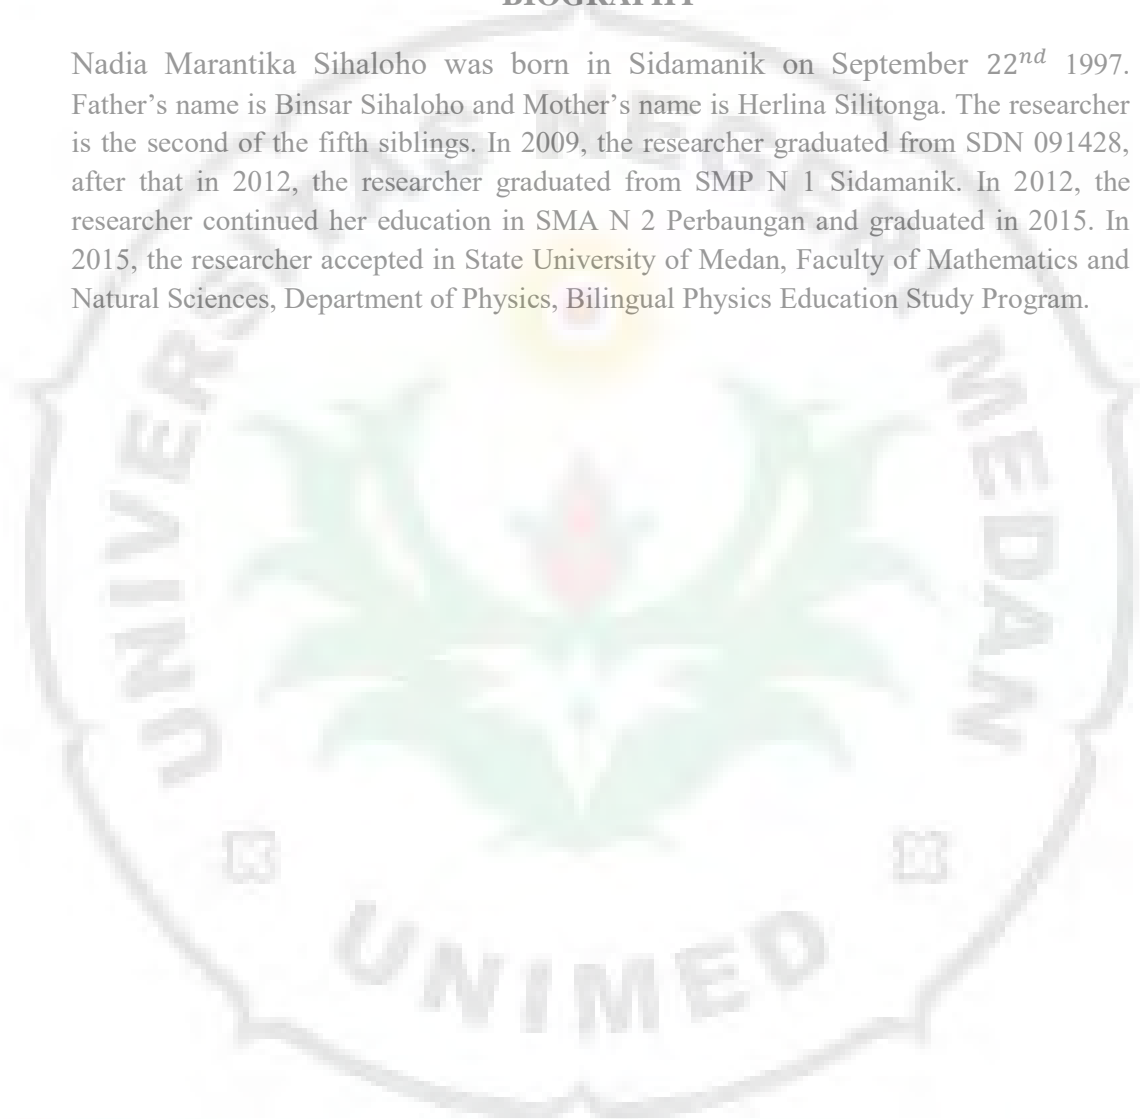 BIOGRAPHY
Nadia Marantika Sihaloho was born in Sidamanik on September 22nd 1997.
Father's name is Binsar Sihaloho and Mother's name is Herlina Silitonga. The researcher
is the second of the fifth siblings. In 2009, the researcher graduated from SDN 091428,
after that in 2012, the researcher graduated from SMP N 1 Sidamanik. In 2012, the
researcher continued her education in SMA N 2 Perbaungan and graduated in 2015. In
2015, the researcher accepted in State University of Medan, Faculty of Mathematics and
Natural Sciences, Department of Physics, Bilingual Physics Education Study Program.
UNIVERSITAS NEGERI MEDAN
UNIMED